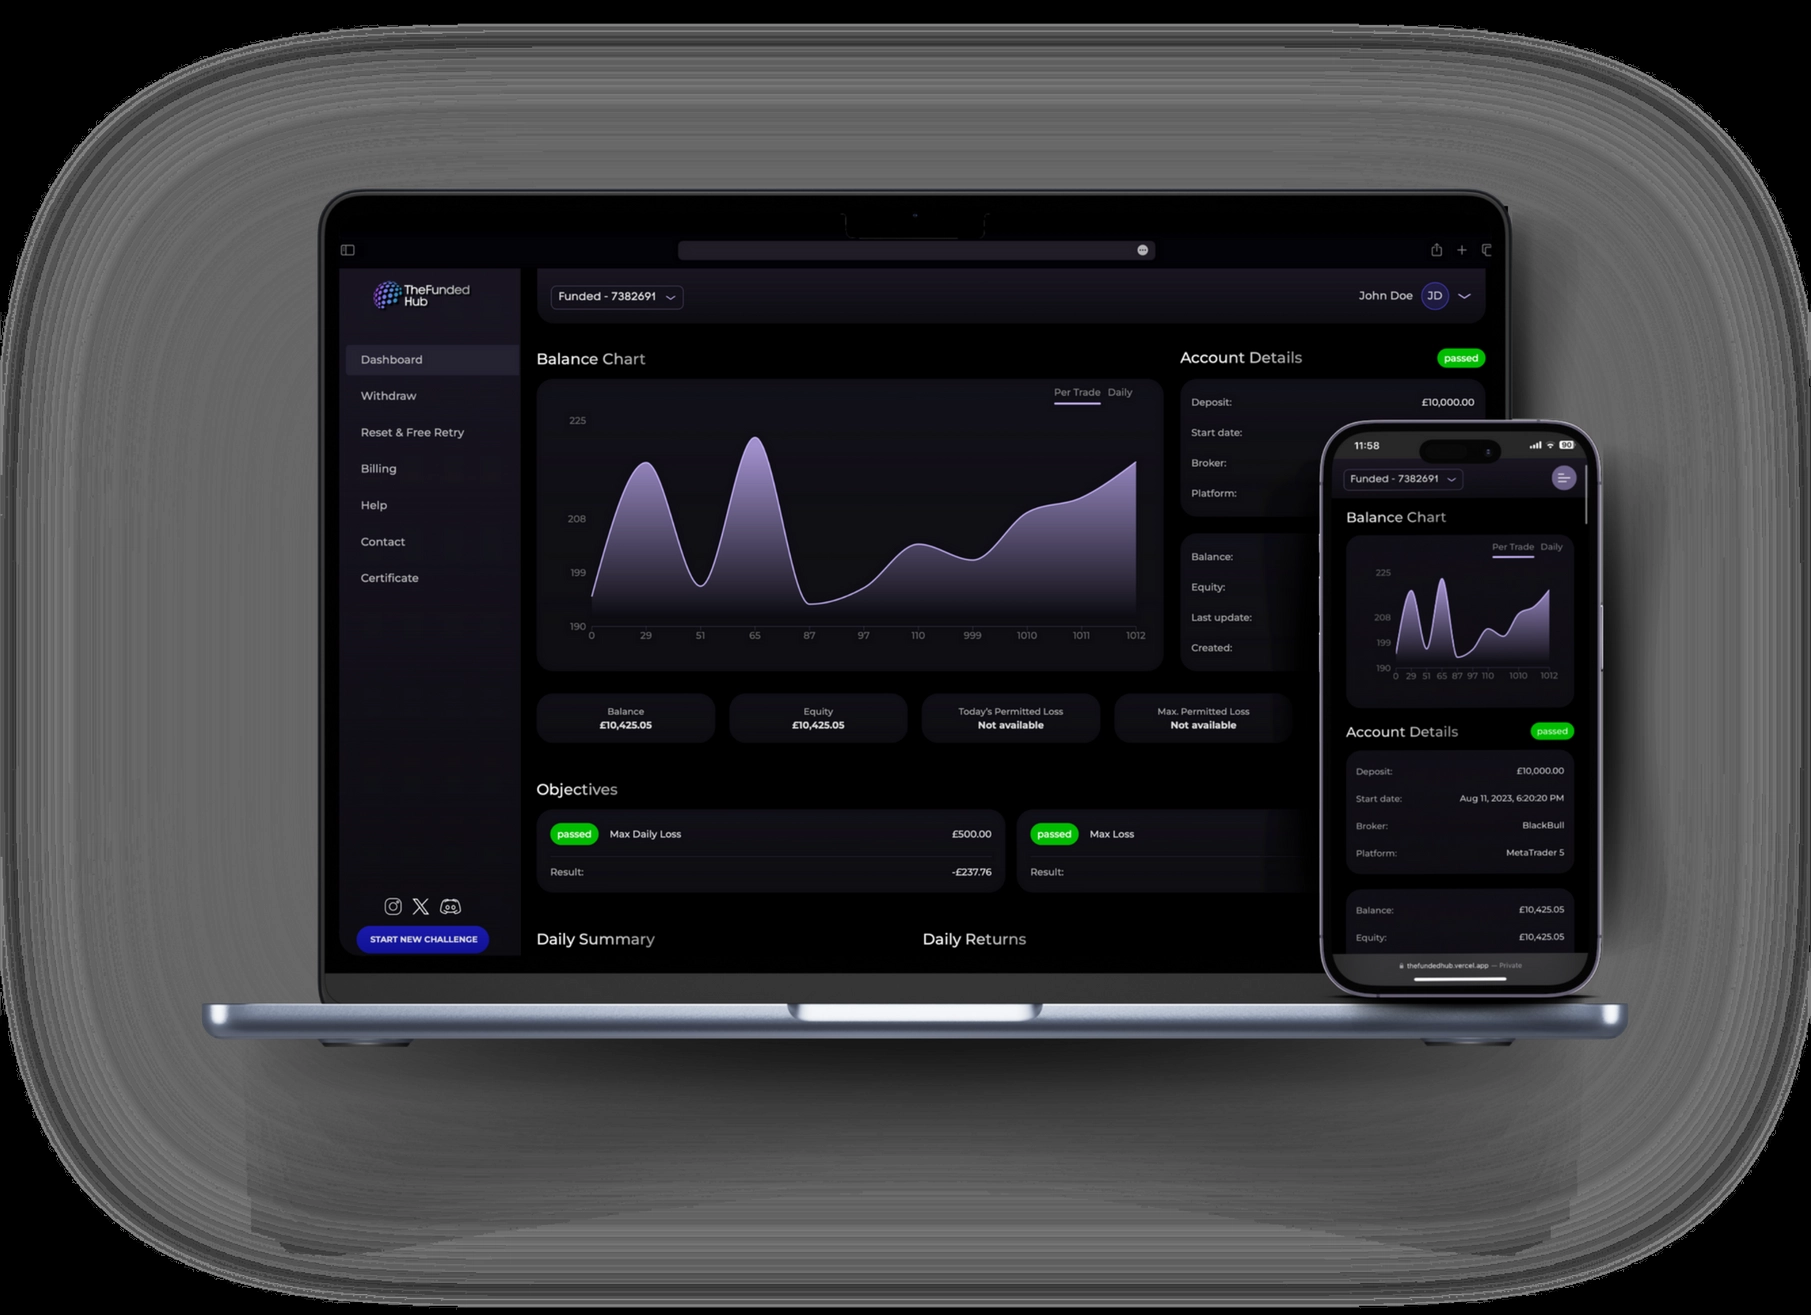 TheFunded
Hub
Dashboard
Withdraw
Reset & Free Retry
Billing
Help
Contact
Certificate
START NEW CHALLENGE
Funded - 7382691
John Doe JD
Balance Chart
Per Trade Daily
225
208
199
190
0 29 51 65 87 97 110 999 1010 1011 1012
Account Details passed
Deposit: £10,000.00
Start date:
Broker:
Platform:
Balance:
Equity:
Last update:
Created:
Balance
£10,425.05
Equity
£10,425.05
Today's Permitted Loss
Not available
Max. Permitted Loss
Not available
Objectives
passed Max Daily Loss £500.00
Result: -£237.76
passed Max Loss
Result:
Daily Summary
Daily Returns
11:58 90
Funded - 7382691
Balance Chart
Per Trade Daily
225
208
199
190
0 29 51 65 87 97 110 1010 1012
Account Details passed
Deposit: £10,000.00
Start date: Aug 11, 2023, 6:20:20 PM
Broker: BlackBull
Platform: MetaTrader 5
Balance: £10,425.05
Equity: £10,425.05
thefundedhub.vercel.app — Private